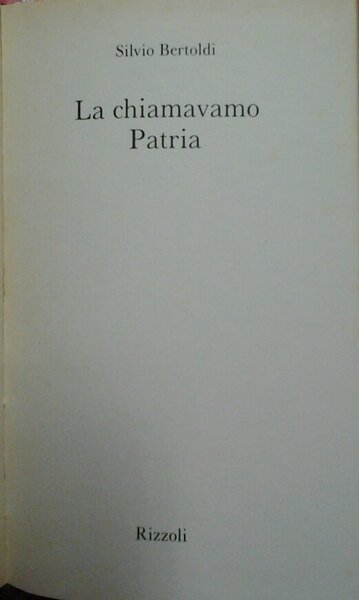 Silvio Bertoldi
La chiamavamo
Patria
Rizzoli